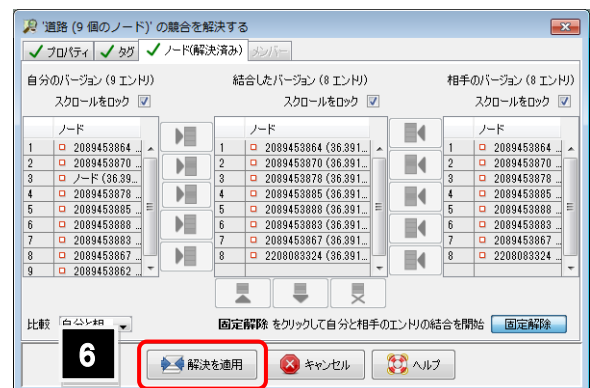 '道路 (9 個のノード)' の競合を解決する
プロパティ タグ ノード(解決済み) メンバー
自分のバージョン (9 エントリ) 結合したバージョン (8 エントリ) 相手のバージョン (8 エントリ)
スクロールをロック スクロールをロック スクロールをロック
ノード ノード ノード
1 2089453864 ... 1 2089453864 (36.391... 1 2089453864 ...
2 2089453870 ... 2 2089453870 (36.391... 2 2089453870 ...
3 ノード (36.39... 3 2089453878 (36.391... 3 2089453878 ...
4 2089453878 ... 4 2089453885 (36.391... 4 2089453885 ...
5 2089453885 ... 5 2089453888 (36.391... 5 2089453888 ...
6 2089453888 ... 6 2089453883 (36.391... 6 2089453883 ...
7 2089453883 ... 7 2089453867 (36.391... 7 2089453867 ...
8 2089453867 ... 8 2208083324 (36.391... 8 2208083324 ...
9 2089453862 ...
比較 固定解除 をクリックして自分と相手のエントリの結合を開始 固定解除
6 解決を適用 キャンセル ヘルプ